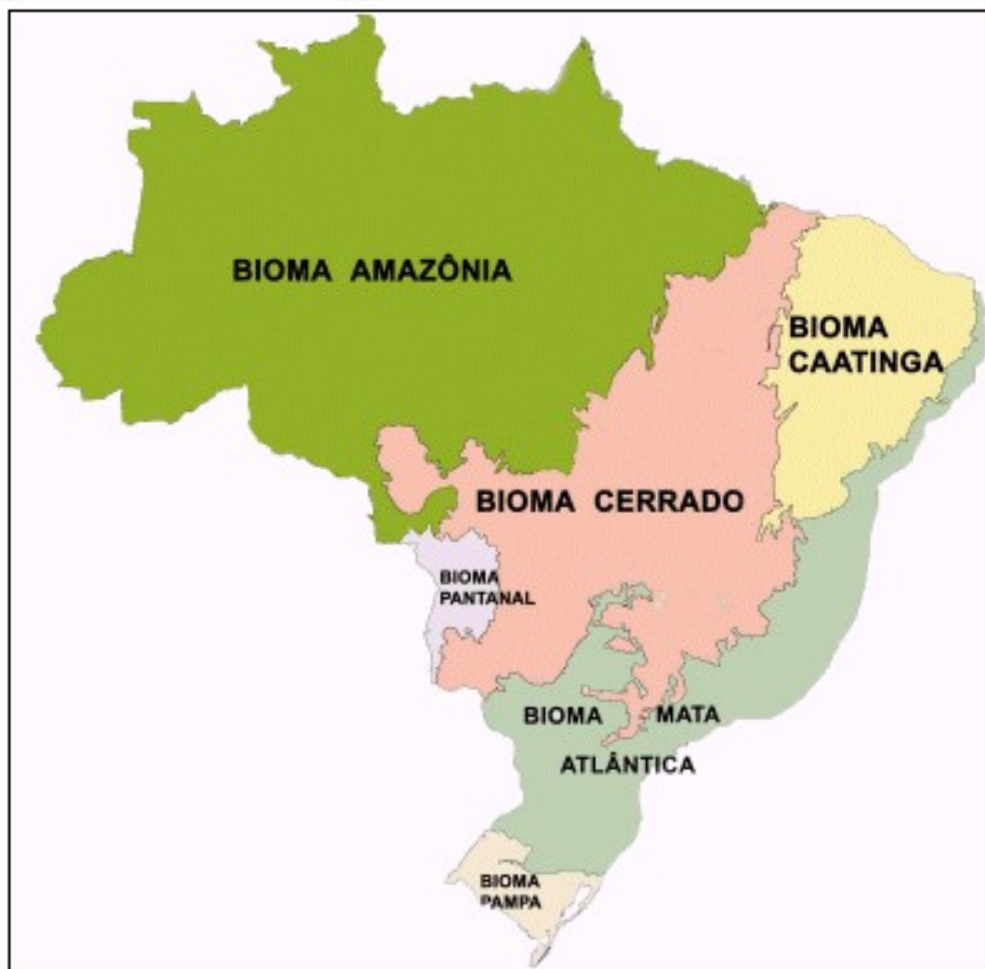 BIOMA AMAZÔNIA
BIOMA
CAATINGA
BIOMA CERRADO
BIOMA
PANTANAL
BIOMA MATA
ATLÂNTICA
BIOMA
PAMPA